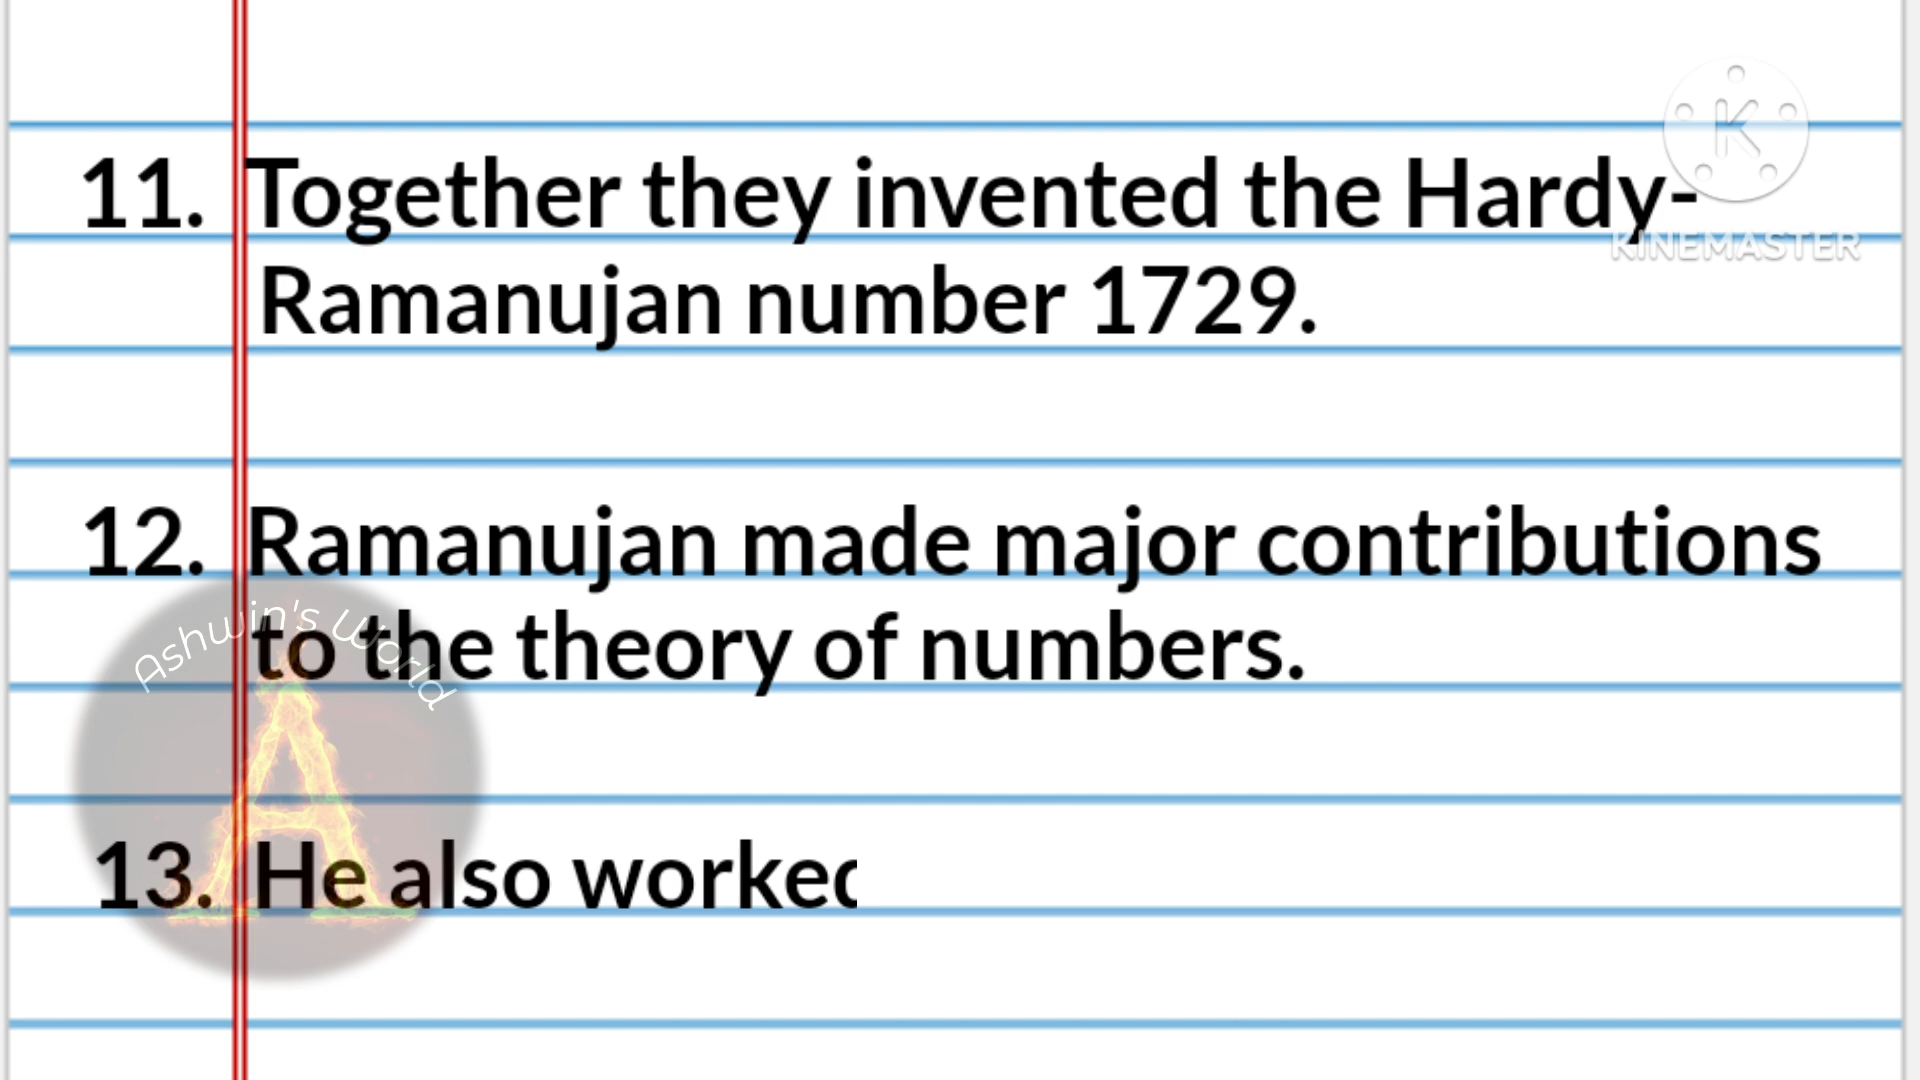 KINEMASTER
11. Together they invented the Hardy-
Ramanujan number 1729.
12. Ramanujan made major contributions
to the theory of numbers.
Ashwin's World
A
13. He also